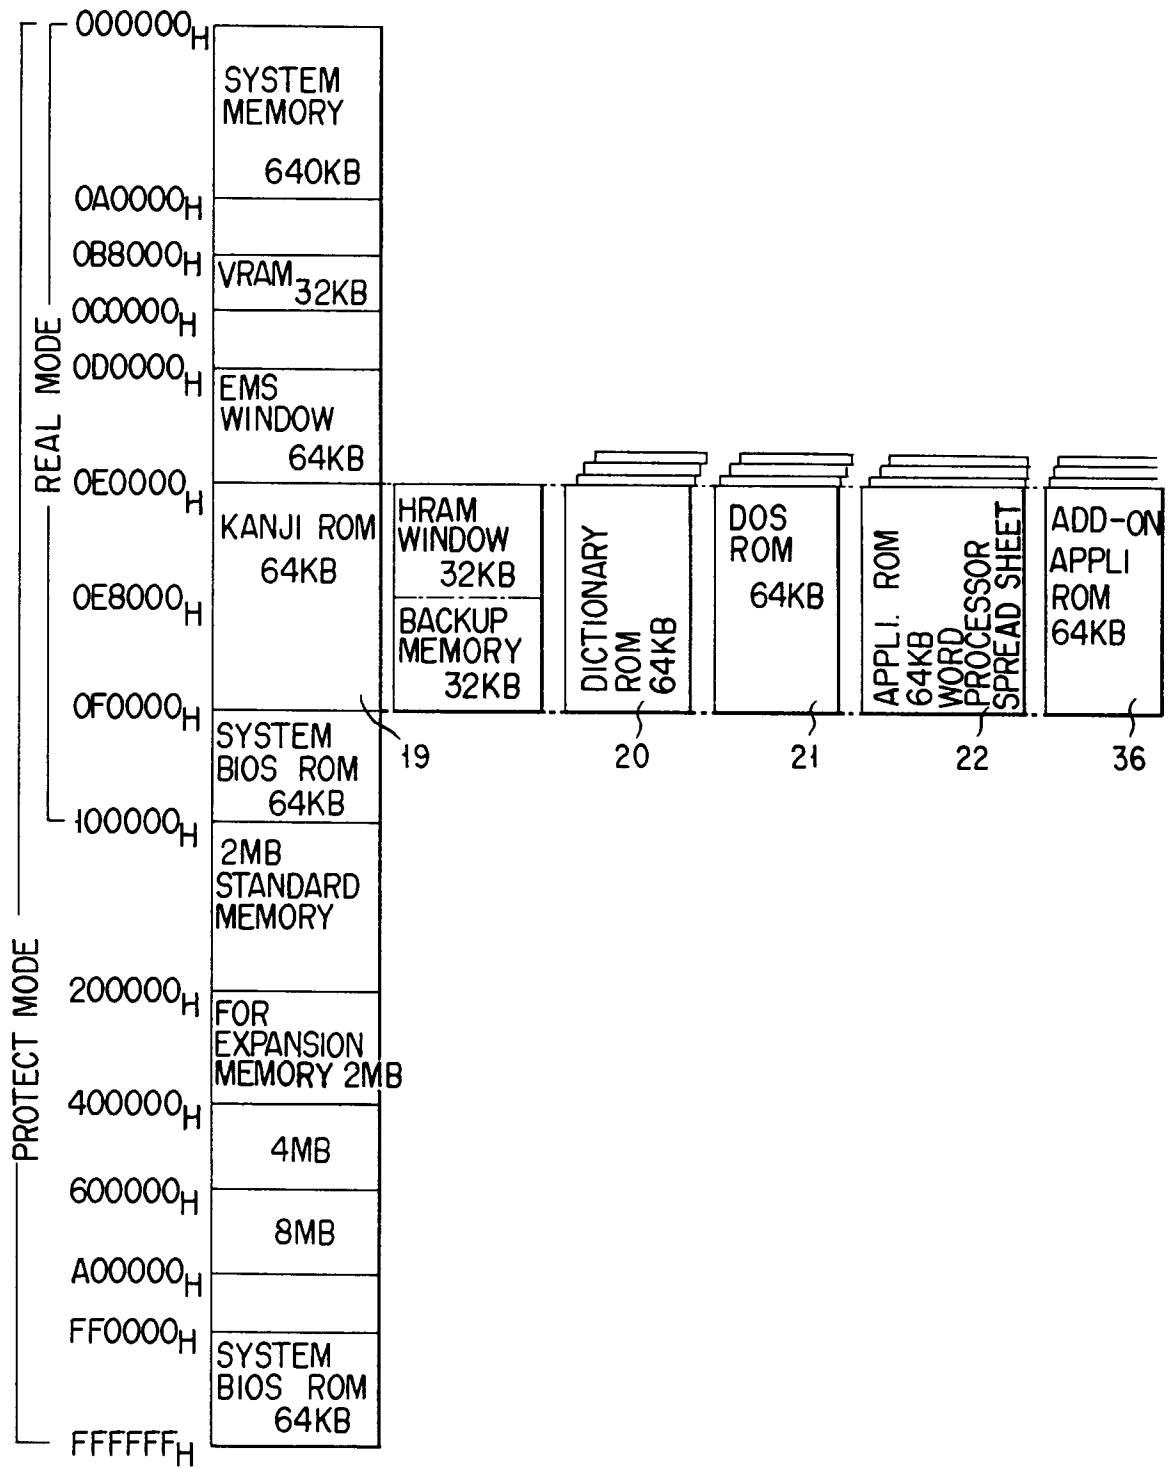 000000H
SYSTEM
MEMORY
640KB
0A0000H
0B8000H
VRAM 32KB
0C0000H
0D0000H
EMS
WINDOW
64KB
0E0000H
KANJI ROM
64KB
0E8000H
0F0000H
SYSTEM
BIOS ROM
64KB
100000H
2MB
STANDARD
MEMORY
200000H
FOR
EXPANSION
MEMORY 2MB
400000H
4MB
600000H
8MB
A00000H
FF0000H
SYSTEM
BIOS ROM
64KB
FFFFFFH
REAL MODE
PROTECT MODE
HRAM
WINDOW
32KB
BACKUP
MEMORY
32KB
DICTIONARY
ROM
64KB
DOS
ROM
64KB
APPLI. ROM
64KB
WORD
PROCESSOR
SPREAD SHEET
ADD-ON
APPLI
ROM
64KB
19
20
21
22
36